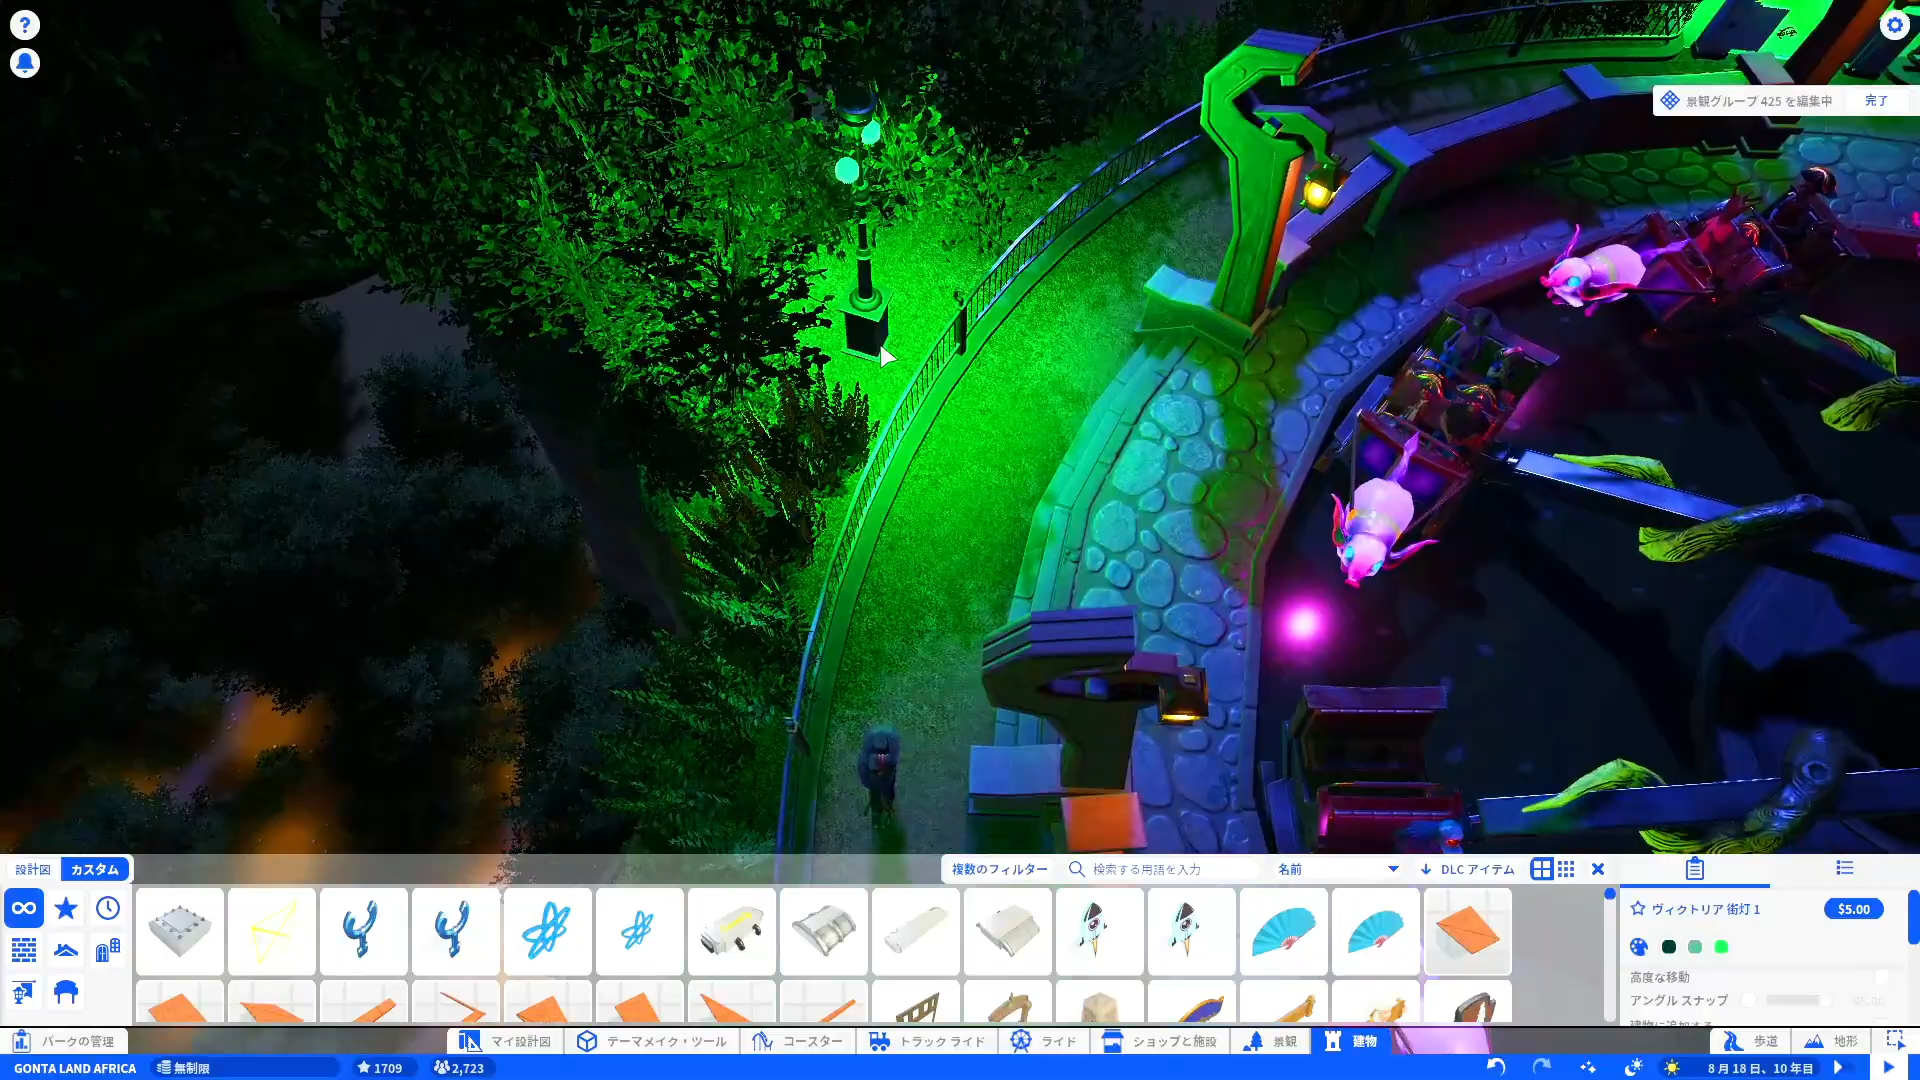 ?
景観グループ 425 を編集中
完了
設計図
カスタム
複数のフィルター
検索する用語を入力
名前
DLC アイテム
ヴィクトリア 街灯 1
$5.00
高度な移動
アングル スナップ
パークの管理
マイ設計図
テーマメイク・ツール
コースター
トラック ライド
ライド
ショップと施設
景観
建物
歩道
地形
GONTA LAND AFRICA
無制限
1709
2,723
8 月 18 日、10 年目